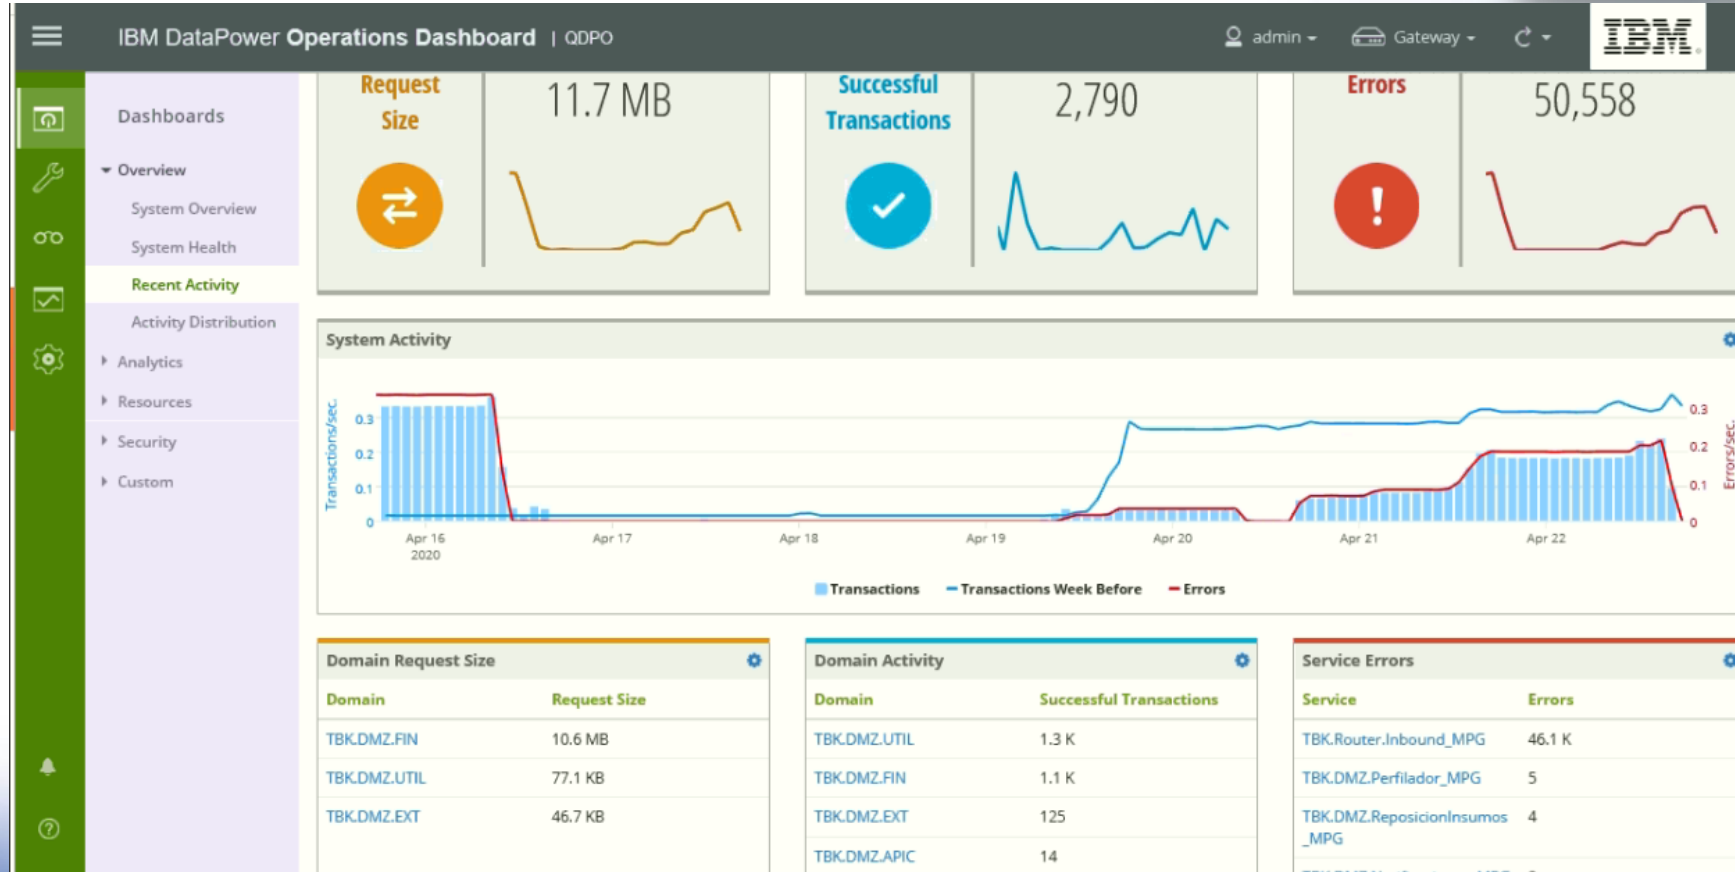 IBM DataPower Operations Dashboard | QDPO
admin
Gateway
IBM
Dashboards
Overview
System Overview
System Health
Recent Activity
Activity Distribution
Analytics
Resources
Security
Custom
Request
Size
11.7 MB
Successful
Transactions
2,790
Errors
50,558
System Activity
Transactions/sec.
0.3
0.2
0.1
0
0.3
0.2
0.1
0
Errors/sec.
Apr 16
2020
Apr 17
Apr 18
Apr 19
Apr 20
Apr 21
Apr 22
Transactions
Transactions Week Before
Errors
Domain Request Size
Domain Request Size
TBK.DMZ.FIN 10.6 MB
TBK.DMZ.UTIL 77.1 KB
TBK.DMZ.EXT 46.7 KB
Domain Activity
Domain Successful Transactions
TBK.DMZ.UTIL 1.3 K
TBK.DMZ.FIN 1.1 K
TBK.DMZ.EXT 125
TBK.DMZ.APIC 14
Service Errors
Service Errors
TBK.Router.Inbound_MPG 46.1 K
TBK.DMZ.Perfilador_MPG 5
TBK.DMZ.ReposicionInsumos 4
_MPG